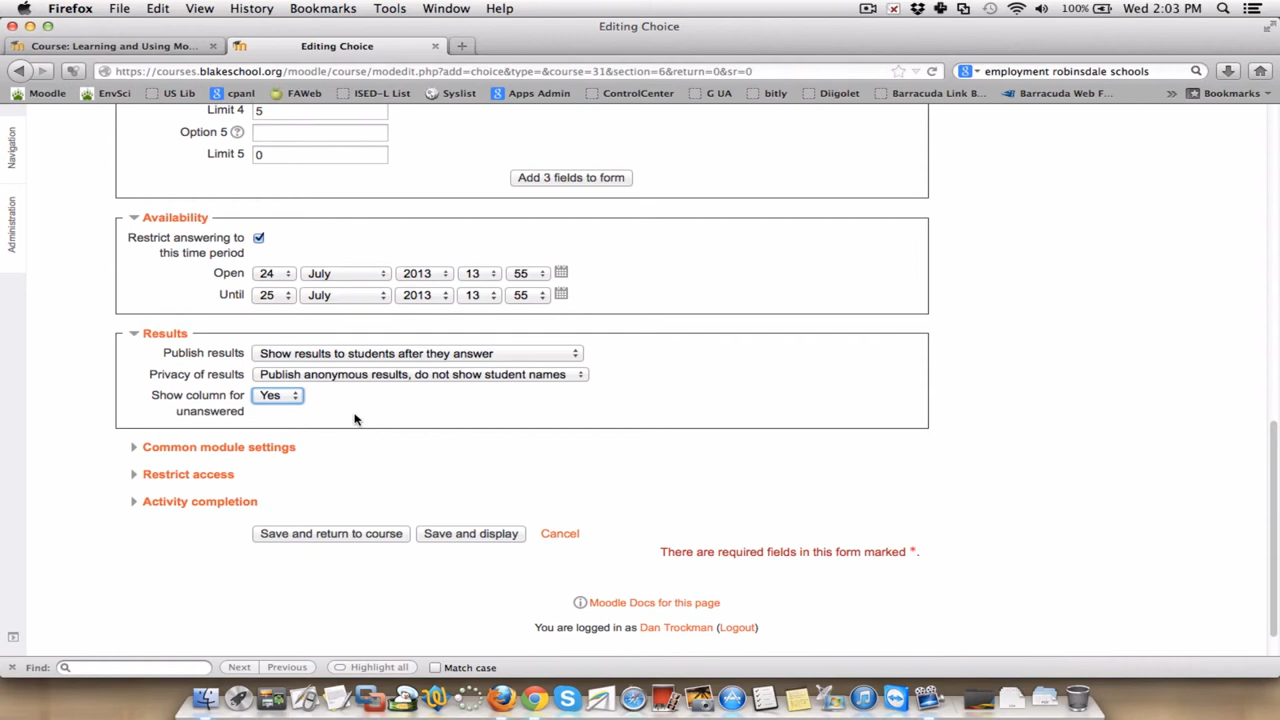 Firefox File Edit View History Bookmarks Tools Window Help 100% Wed 2:03 PM
Editing Choice
Course: Learning and Using Mo... Editing Choice
https://courses.blakeschool.org/moodle/course/modedit.php?add=choice&type=&course=31&section=6&return=0&sr=0 employment robinsdale schools
Moodle EnvSci US Lib cpanl FAWeb ISED-L List Syslist Apps Admin ControlCenter G UA bitly Diigolet Barracuda Link B... Barracuda Web F... Bookmarks
Navigation
Administration
Limit 4 5
Option 5
Limit 5 0
Add 3 fields to form
Availability
Restrict answering to
this time period
Open 24 July 2013 13 55
Until 25 July 2013 13 55
Results
Publish results Show results to students after they answer
Privacy of results Publish anonymous results, do not show student names
Show column for Yes
unanswered
Common module settings
Restrict access
Activity completion
Save and return to course Save and display Cancel
There are required fields in this form marked *.
Moodle Docs for this page
You are logged in as Dan Trockman (Logout)
Find: Next Previous Highlight all Match case